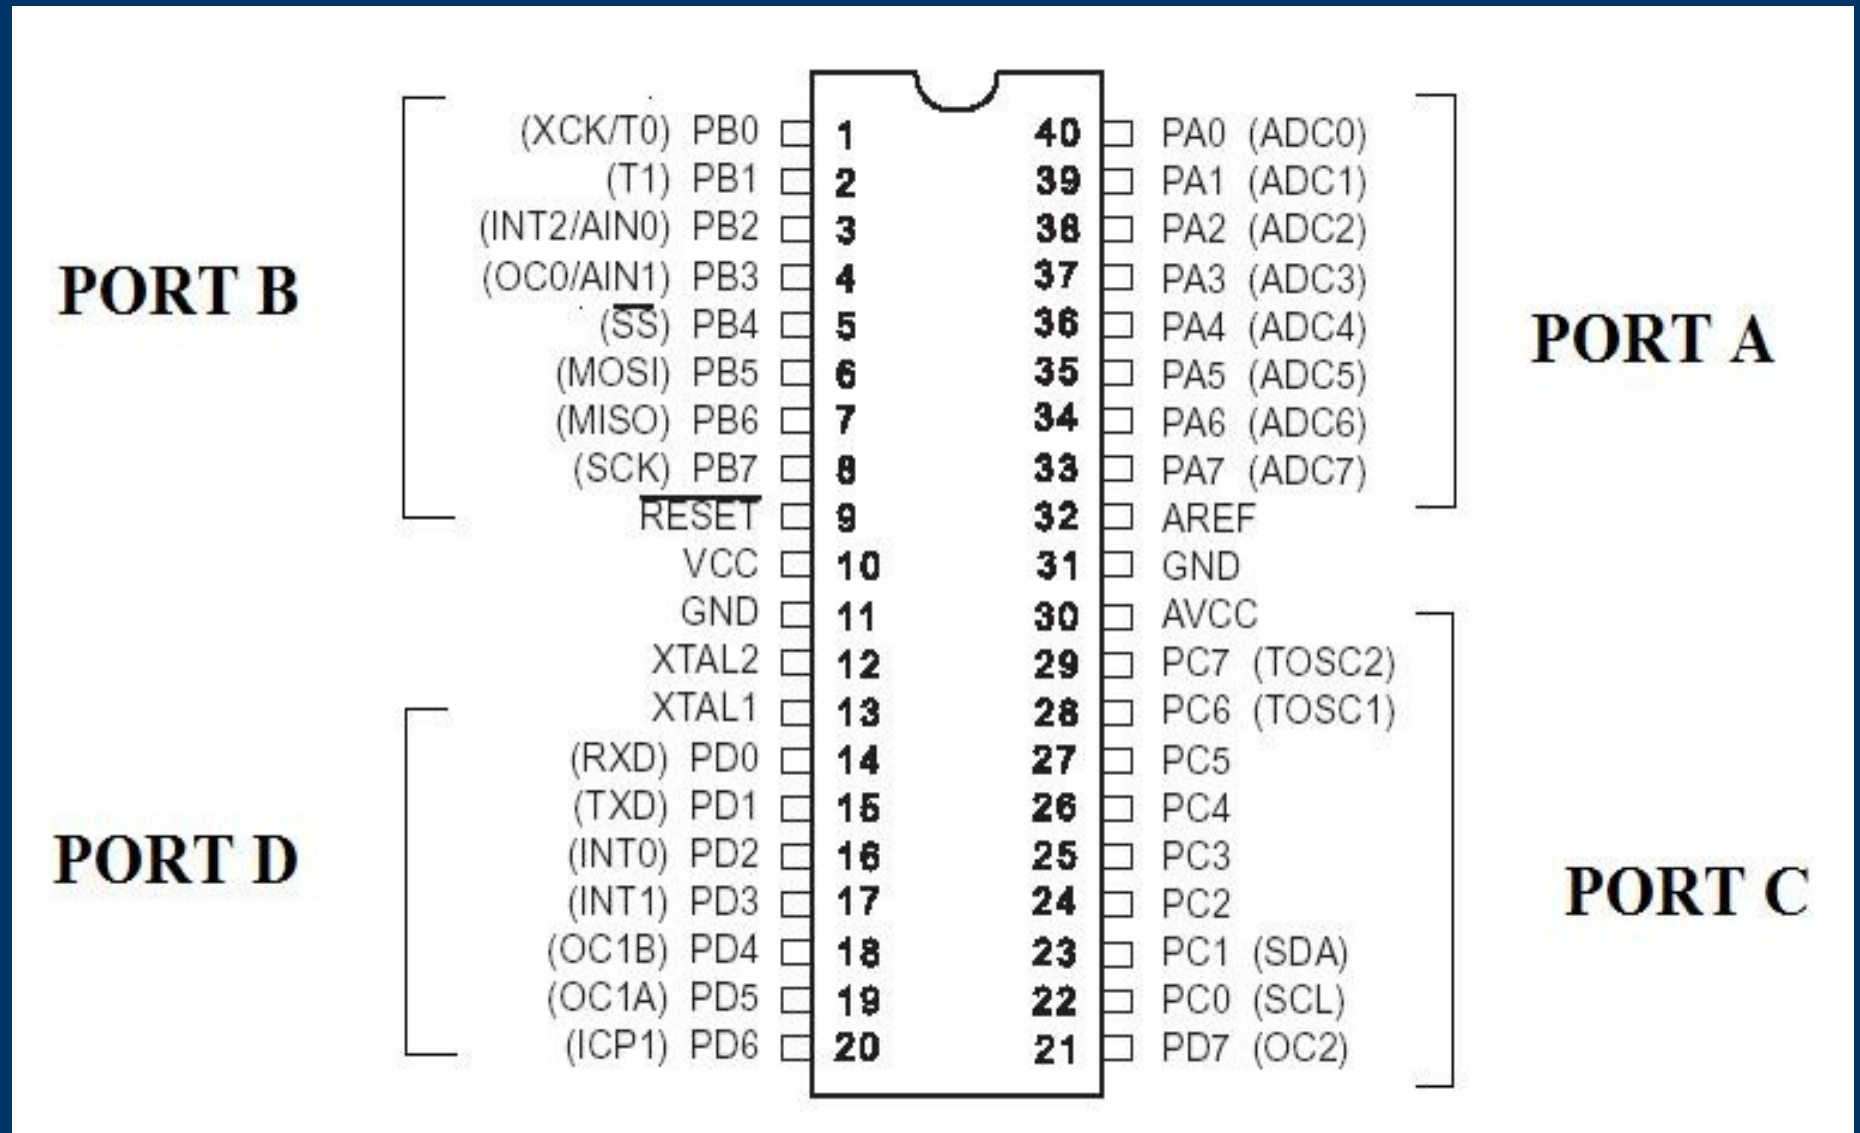 PORT B
(XCK/T0) PB0 1
(T1) PB1 2
(INT2/AIN0) PB2 3
(OC0/AIN1) PB3 4
(SS) PB4 5
(MOSI) PB5 6
(MISO) PB6 7
(SCK) PB7 8
RESET 9
VCC 10
GND 11
XTAL2 12
XTAL1 13
PORT D
(RXD) PD0 14
(TXD) PD1 15
(INT0) PD2 16
(INT1) PD3 17
(OC1B) PD4 18
(OC1A) PD5 19
(ICP1) PD6 20
40 PA0 (ADC0)
39 PA1 (ADC1)
38 PA2 (ADC2)
37 PA3 (ADC3)
36 PA4 (ADC4)
35 PA5 (ADC5)
34 PA6 (ADC6)
33 PA7 (ADC7)
32 AREF
31 GND
30 AVCC
29 PC7 (TOSC2)
28 PC6 (TOSC1)
27 PC5
26 PC4
25 PC3
24 PC2
23 PC1 (SDA)
22 PC0 (SCL)
21 PD7 (OC2)
PORT A
PORT C